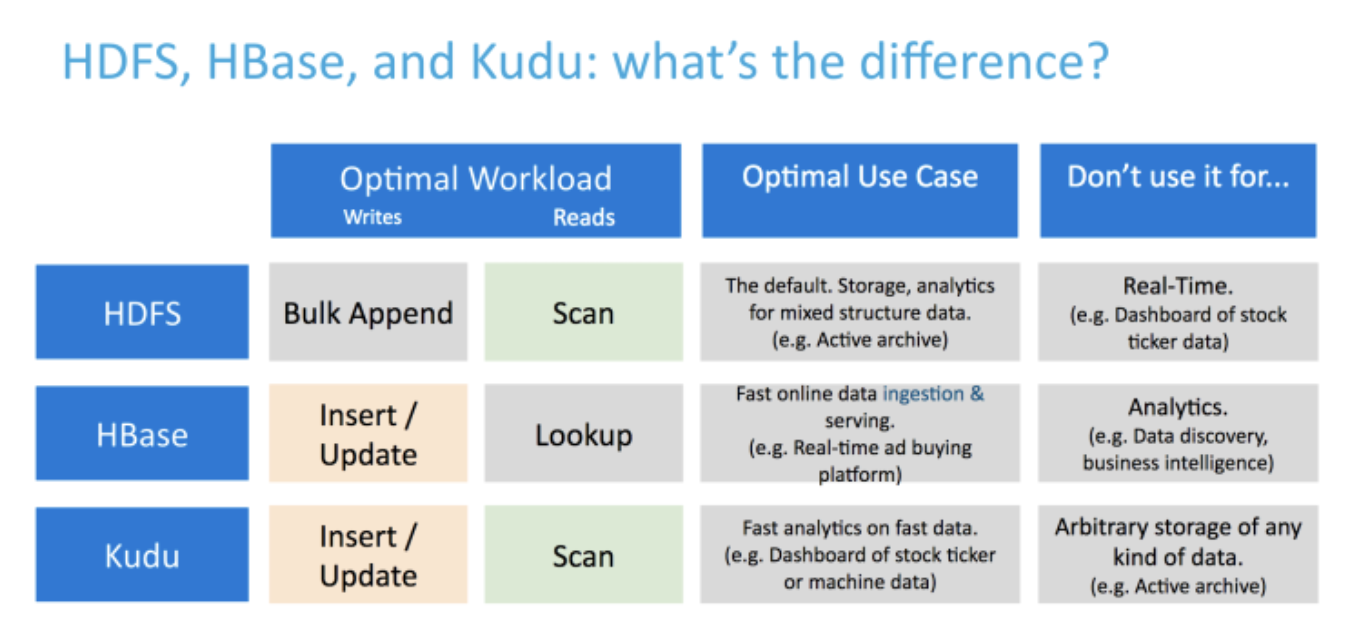 HDFS, HBase, and Kudu: what's the difference?
Optimal Workload
Writes Reads
Optimal Use Case
Don't use it for...
HDFS
Bulk Append
Scan
The default. Storage, analytics
for mixed structure data.
(e.g. Active archive)
Real-Time.
(e.g. Dashboard of stock
ticker data)
HBase
Insert /
Update
Lookup
Fast online data ingestion &
serving.
(e.g. Real-time ad buying
platform)
Analytics.
(e.g. Data discovery,
business intelligence)
Kudu
Insert /
Update
Scan
Fast analytics on fast data.
(e.g. Dashboard of stock ticker
or machine data)
Arbitrary storage of any
kind of data.
(e.g. Active archive)